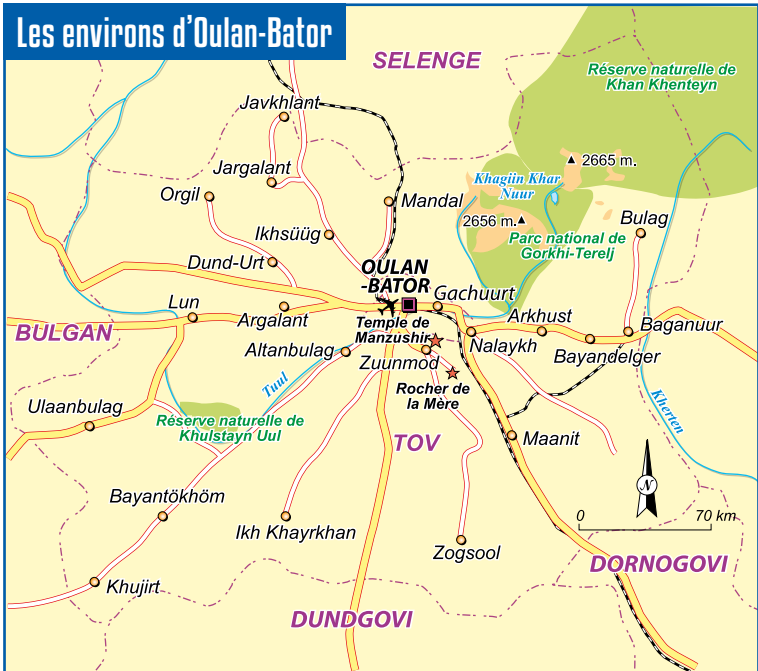 Les environs d'Oulan-Bator
SELENGE
Réserve naturelle de
Khan Khenteyn
Javkhlant
2665 m.
Jargalant
Khagiin Khar
Nuur
Orgil
Mandal
2656 m.
Bulag
Ikhsüüg
Parc national de
Gorkhi-Terelj
Dund-Urt
OULAN
-BATOR
Gachuurt
Lun
Argalant
Arkhust
Baganuur
BULGAN
Temple de
Manzushir
Nalaykh
Altanbulag
Zuunmod
Bayandelger
Tuul
Rocher de
la Mère
Kherten
Ulaanbulag
Réserve naturelle de
Khulstayn Uul
TOV
Maanit
N
Bayantökhöm
0 70 km
Ikh Khayrkhan
Zogsool
DORNOGOVI
Khujirt
DUNDGOVI